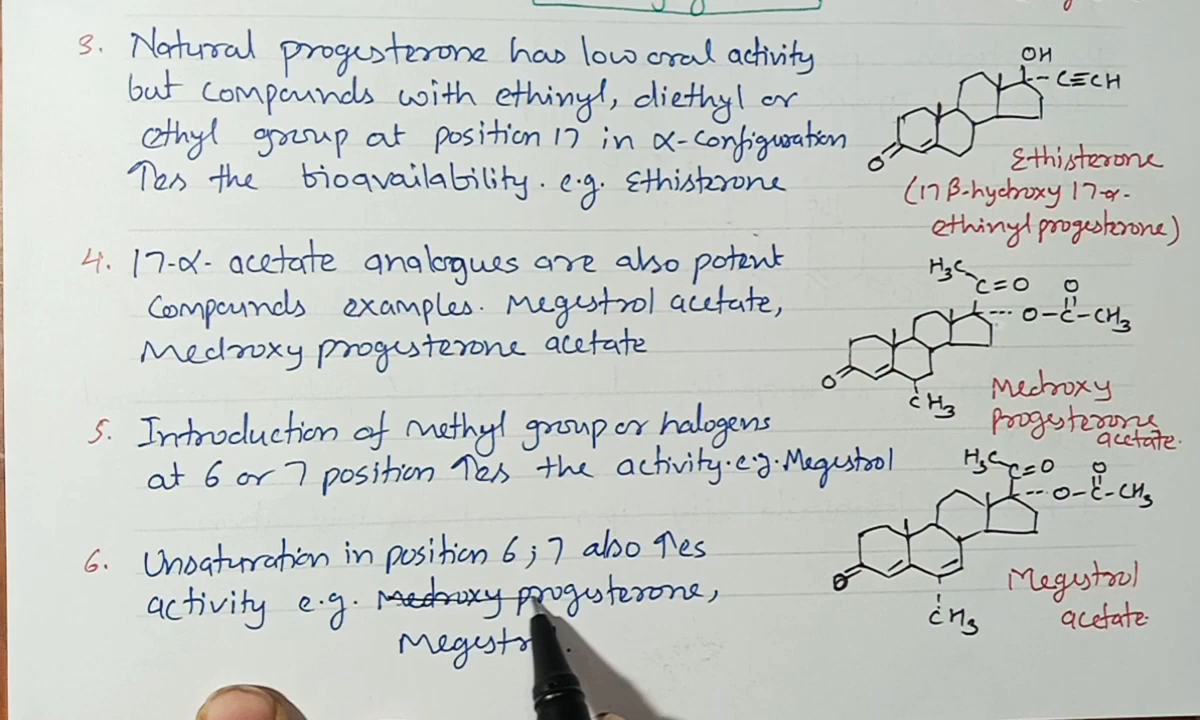 3. Natural progesterone has low oral activity
but compounds with ethinyl, diethyl or
ethyl group at position 17 in α-configuration
↑es the bioavailability. e.g. Ethisterone
OH
C≡CH
O
Ethisterone
(17 β-hydroxy 17-α-
ethinyl progesterone)
4. 17-α- acetate analogues are also potent
compounds examples. Megestrol acetate,
Medroxy progesterone acetate
H3C
C=O
O
O-C-CH3
O
CH3
Medroxy
progesterone
acetate.
5. Introduction of methyl group or halogens
at 6 or 7 position ↑es the activity. e.g. Megestrol
6. Unsaturation in position 6; 7 also ↑es
activity e.g. Medroxy progesterone,
Megestr
H3C
C=O
O
O-C-CH3
O
CH3
Megestrol
acetate.